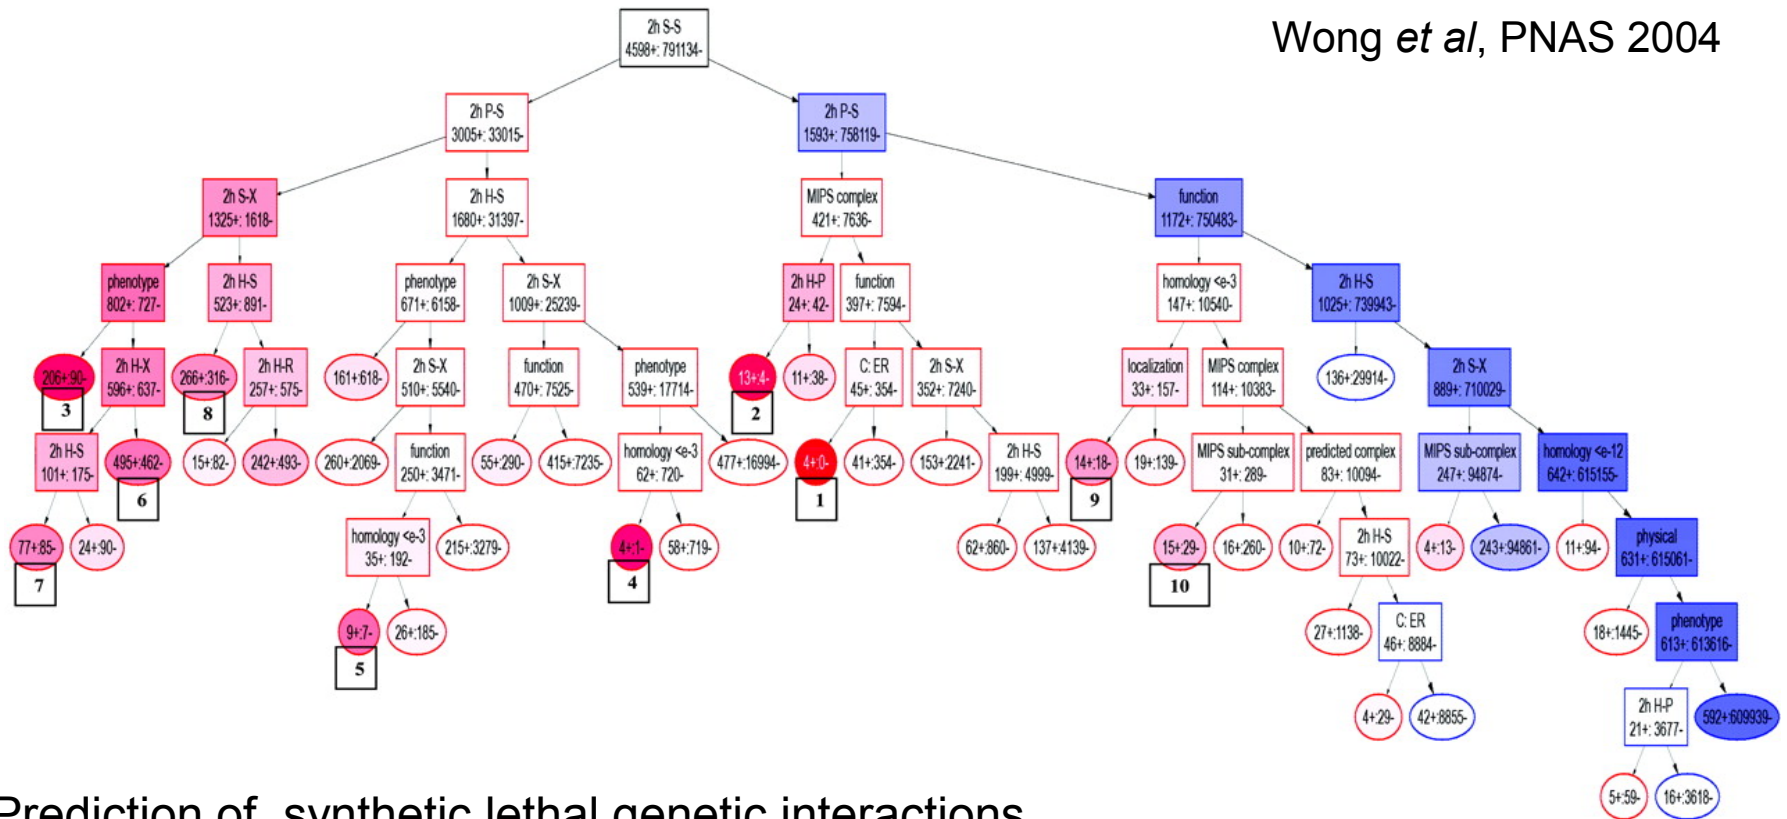 Wong et al, PNAS 2004
2h S-S
4598+: 791134-
2h P-S
3005+: 33015-
2h P-S
1593+: 758119-
2h S-X
1325+: 1618-
2h H-S
1680+: 31397-
MIPS complex
421+: 7636-
function
1172+: 750483-
phenotype
802+: 727-
2h H-S
523+: 891-
phenotype
671+: 6158-
2h S-X
1009+: 25239-
2h H-P
24+: 42-
function
397+: 7594-
homology <e-3
147+: 10540-
2h H-S
1025+: 739943-
206+:90-
3
2h H-X
596+: 637-
266+:316-
8
2h H-R
257+: 575-
161+:618-
2h S-X
510+: 5540-
function
470+: 7525-
phenotype
539+: 17714-
13+:4-
2
11+:38-
C: ER
45+: 354-
2h S-X
352+: 7240-
localization
33+: 157-
MIPS complex
114+: 10383-
136+:29914-
2h S-X
889+: 710029-
2h H-S
101+: 175-
495+:462-
6
15+:82-
242+:493-
260+:2069-
function
250+: 3471-
55+:290-
415+:7235-
homology <e-3
62+: 720-
477+:16994-
4+:0-
1
41+:354-
153+:2241-
2h H-S
199+: 4999-
14+:18-
9
19+:139-
MIPS sub-complex
31+: 289-
predicted complex
83+: 10094-
MIPS sub-complex
247+: 94874-
homology <e-12
642+: 615155-
77+:85-
7
24+:90-
homology <e-3
35+: 192-
215+:3279-
4+:1-
4
58+:719-
62+:860-
137+:4139-
15+:29-
10
16+:260-
10+:72-
2h H-S
73+: 10022-
4+:13-
243+:94861-
11+:94-
physical
631+: 615061-
9+:7-
5
26+:185-
27+:1138-
C: ER
46+: 8884-
18+:1445-
phenotype
613+: 613616-
4+:29-
42+:8855-
2h H-P
21+: 3677-
592+:609939-
5+:59-
16+:3618-
Prediction of synthetic lethal genetic interactions